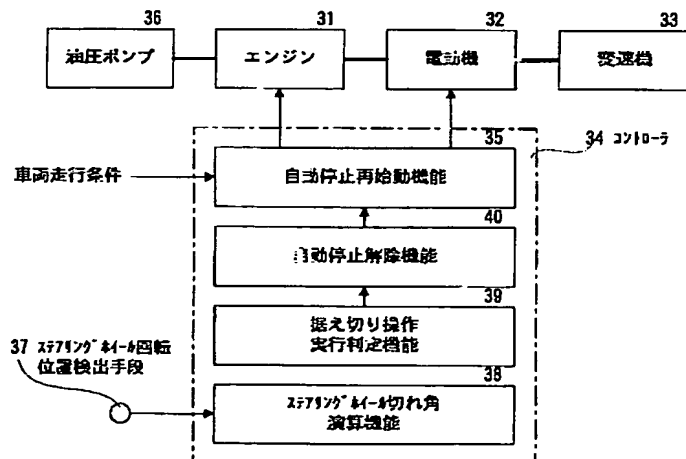 36
31
32
33
油圧ポンプ
エンジン
電動機
変速機
34 コントローラ
35
車両走行条件
自動停止再始動機能
40
自動停止解除機能
39
据え切り操作
実行判定機能
37 ステアリングホイール回転
位置検出手段
38
ステアリングホイール切れ角
演算機能